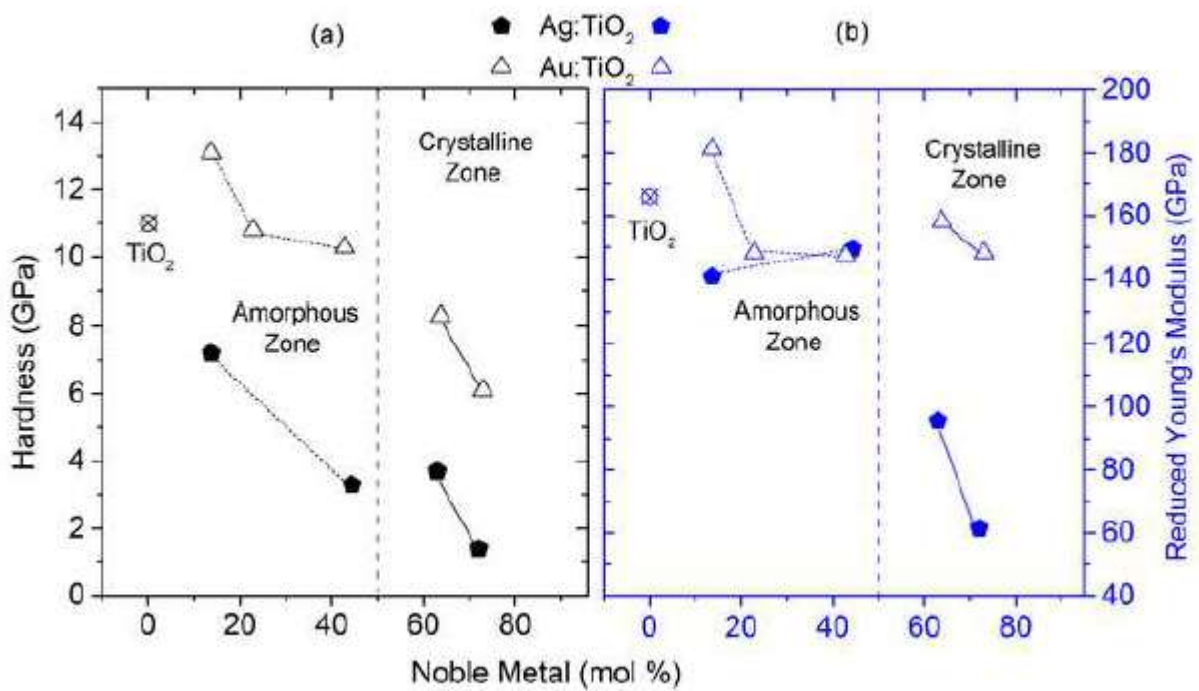 (a)
Ag:TiO₂
(b)
Au:TiO₂
14
12
10
8
6
4
2
0
Hardness (GPa)
Crystalline
Zone
TiO₂
Amorphous
Zone
0 20 40 60 80
Crystalline
Zone
TiO₂
Amorphous
Zone
200
180
160
140
120
100
80
60
40
Reduced Young's Modulus (GPa)
0 20 40 60 80
Noble Metal (mol %)